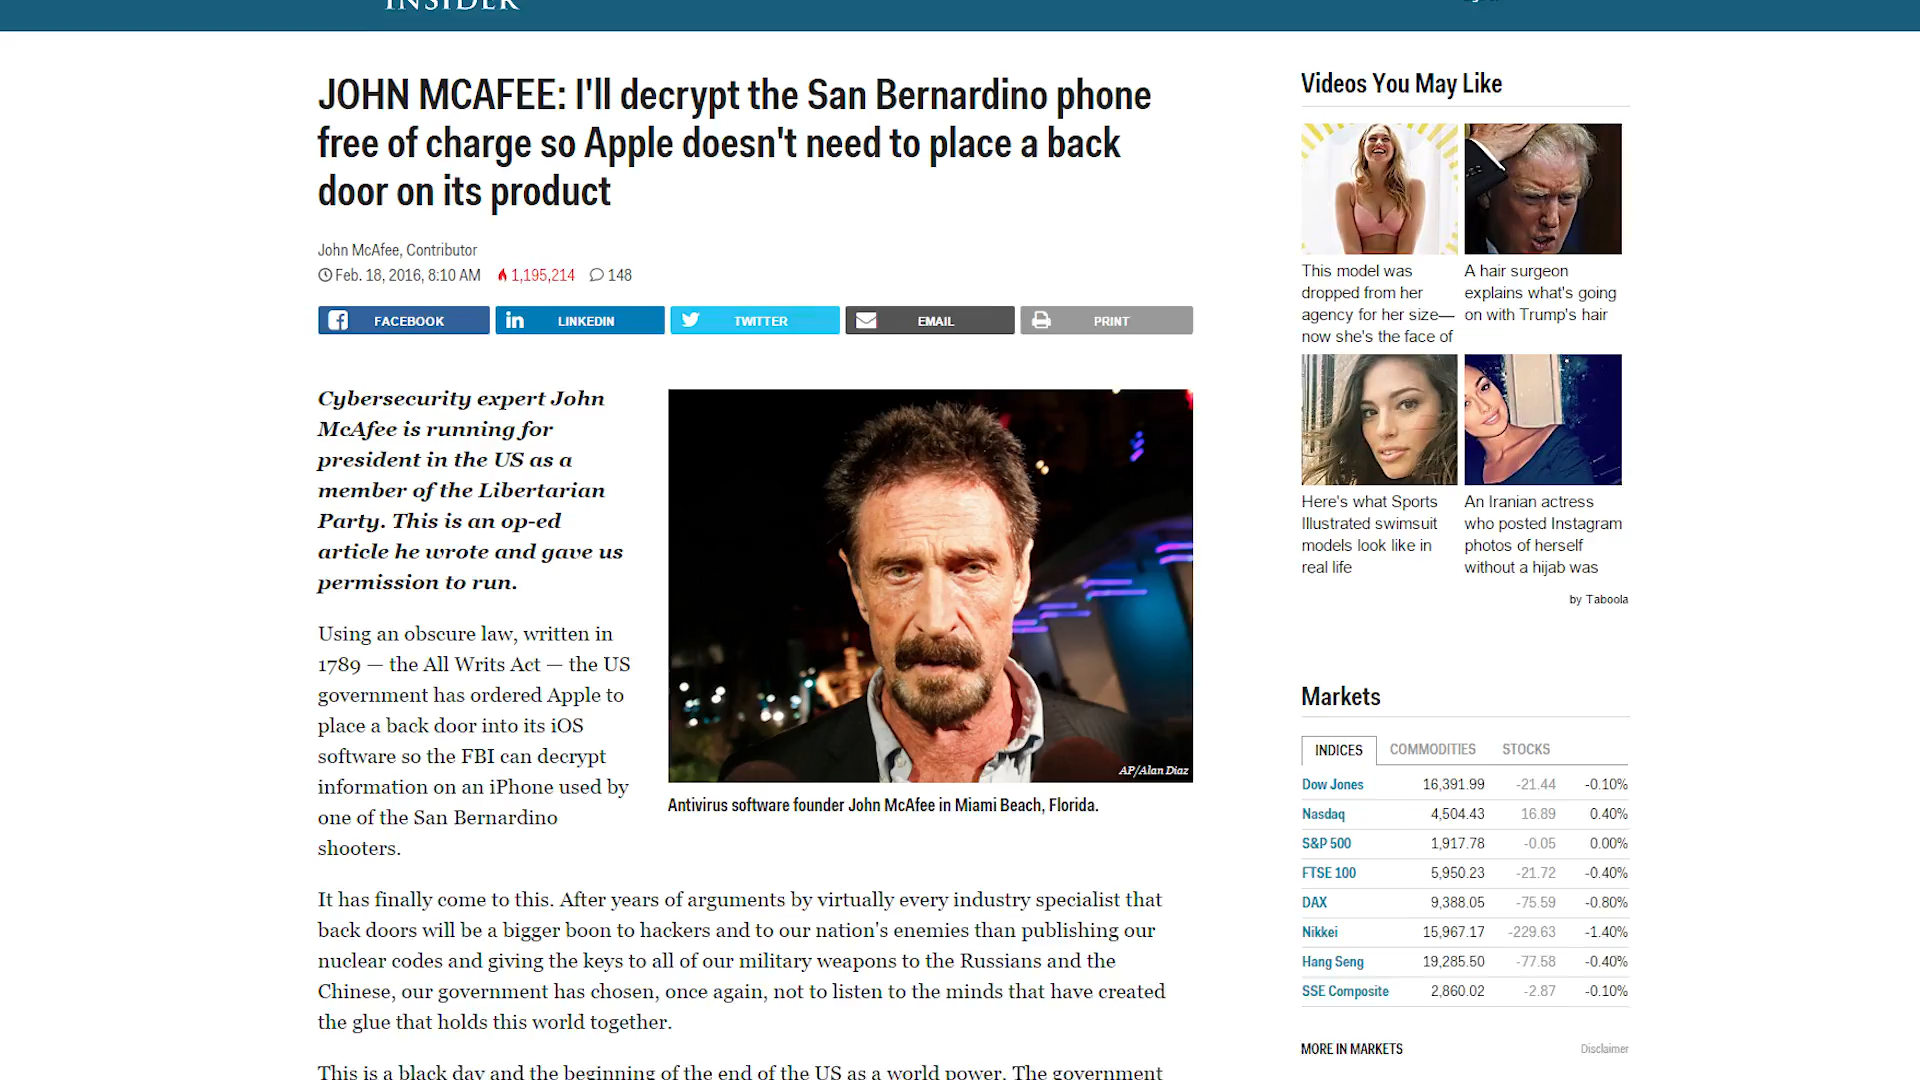 INSIDER
JOHN MCAFEE: I'll decrypt the San Bernardino phone
free of charge so Apple doesn't need to place a back
door on its product
John McAfee, Contributor
Feb. 18, 2016, 8:10 AM 1,195,214 148
FACEBOOK LINKEDIN TWITTER EMAIL PRINT
Cybersecurity expert John
McAfee is running for
president in the US as a
member of the Libertarian
Party. This is an op-ed
article he wrote and gave us
permission to run.
Using an obscure law, written in
1789 — the All Writs Act — the US
government has ordered Apple to
place a back door into its iOS
software so the FBI can decrypt
information on an iPhone used by
one of the San Bernardino
shooters.
AP/Alan Diaz
Antivirus software founder John McAfee in Miami Beach, Florida.
It has finally come to this. After years of arguments by virtually every industry specialist that
back doors will be a bigger boon to hackers and to our nation's enemies than publishing our
nuclear codes and giving the keys to all of our military weapons to the Russians and the
Chinese, our government has chosen, once again, not to listen to the minds that have created
the glue that holds this world together.
This is a black day and the beginning of the end of the US as a world power. The government
Videos You May Like
This model was
dropped from her
agency for her size—
now she's the face of
A hair surgeon
explains what's going
on with Trump's hair
Here's what Sports
Illustrated swimsuit
models look like in
real life
An Iranian actress
who posted Instagram
photos of herself
without a hijab was
by Taboola
Markets
INDICES COMMODITIES STOCKS
Dow Jones 16,391.99 -21.44 -0.10%
Nasdaq 4,504.43 16.89 0.40%
S&P 500 1,917.78 -0.05 0.00%
FTSE 100 5,950.23 -21.72 -0.40%
DAX 9,388.05 -75.59 -0.80%
Nikkei 15,967.17 -229.63 -1.40%
Hang Seng 19,285.50 -77.58 -0.40%
SSE Composite 2,860.02 -2.87 -0.10%
MORE IN MARKETS Disclaimer